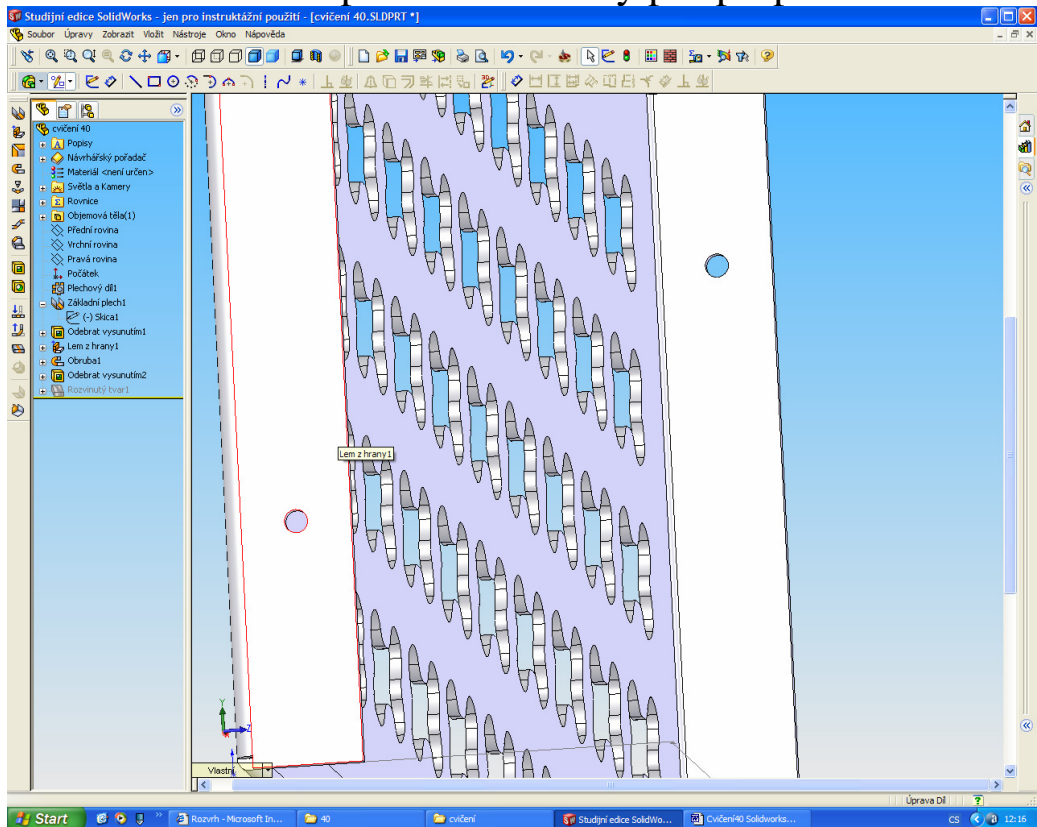 Studijní edice SolidWorks - jen pro instruktážní použití - [cvičení 40.SLDPRT *]
Soubor Úpravy Zobrazit Vložit Nástroje Okno Nápověda
cvičení 40
Popisy
Návrhářský pořadač
Materiál <není určen>
Světla a Kamery
Rovnice
Objemová těla(1)
Přední rovina
Vrchní rovina
Pravá rovina
Počátek
Plechový díl1
Základní plech1
(-) Skica1
Odebrat vysunutím1
Lem z hrany1
Obruba1
Odebrat vysunutím2
Rozvinutý tvar1
Lem z hrany1
Y
Z
Vlastní
Úprava Díl
Start
Rozvrh - Microsoft In...
40
cvičení
Studijní edice SolidWo...
Cvičení40 Solidworks...
CS
12:16